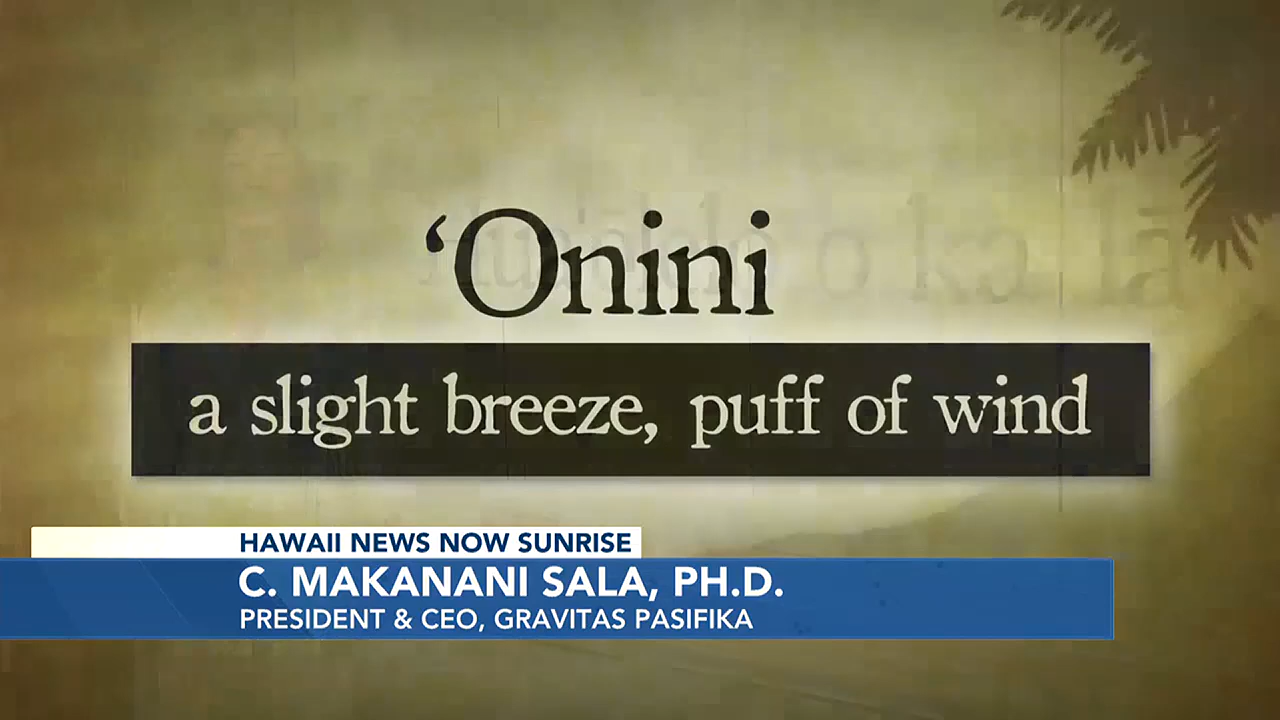 ʻOnini
a slight breeze, puff of wind
HAWAII NEWS NOW SUNRISE
C. MAKANANI SALA, PH.D.
PRESIDENT & CEO, GRAVITAS PASIFIKA